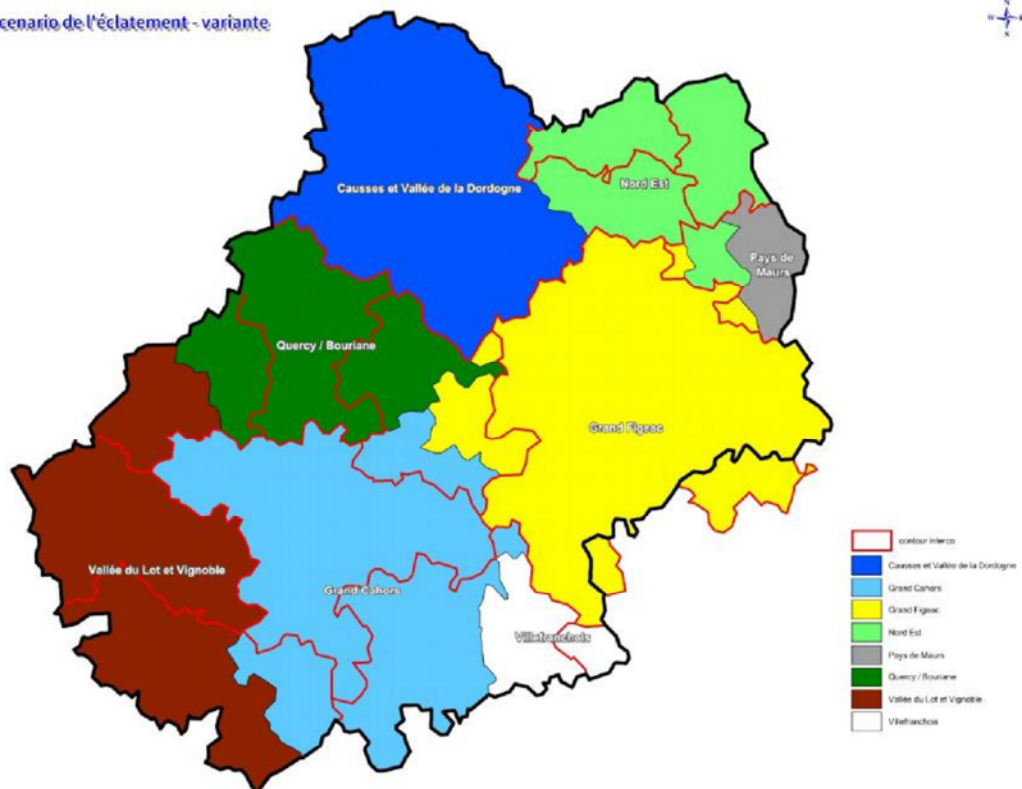 cenario de l'éclatement - variante
N
W
E
S
Causses et Vallée de la Dordogne
Nord Est
Pays de
Maurs
Quercy / Bouriane
Grand Figeac
Vallée du Lot et Vignoble
Grand Cahors
Villefranchois
contour interco
Causses et Vallée de la Dordogne
Grand Cahors
Grand Figeac
Nord Est
Pays de Maurs
Quercy / Bouriane
Vallée du Lot et Vignoble
Villefranchois